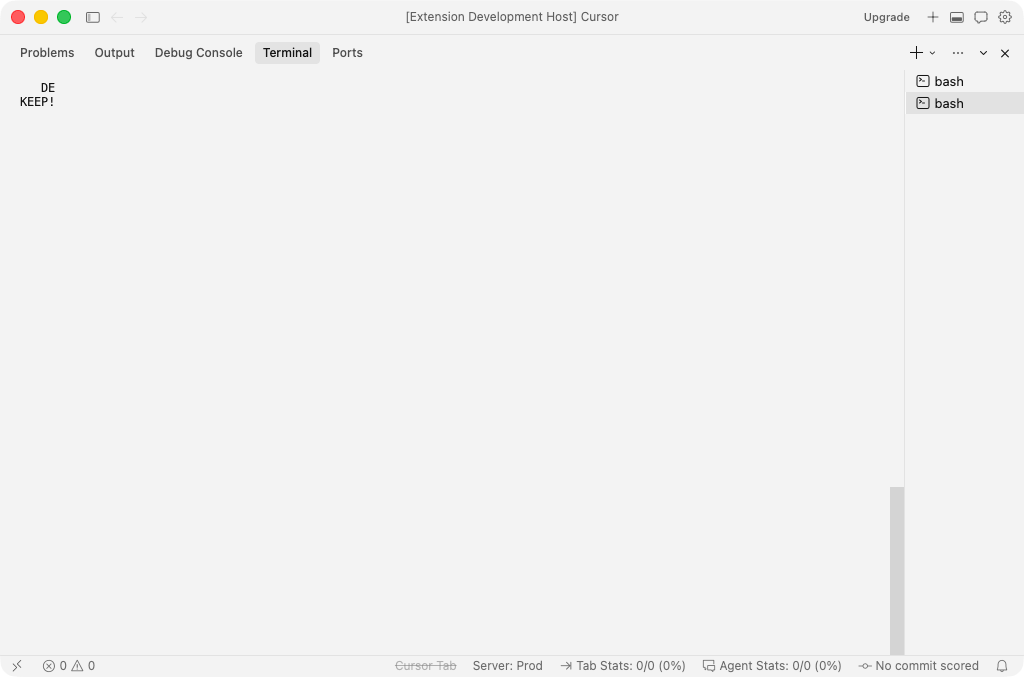 [Extension Development Host] Cursor
Upgrade
Problems Output Debug Console Terminal Ports
   DE
KEEP!
bash
bash
0 0 Cursor Tab Server: Prod Tab Stats: 0/0 (0%) Agent Stats: 0/0 (0%) No commit scored